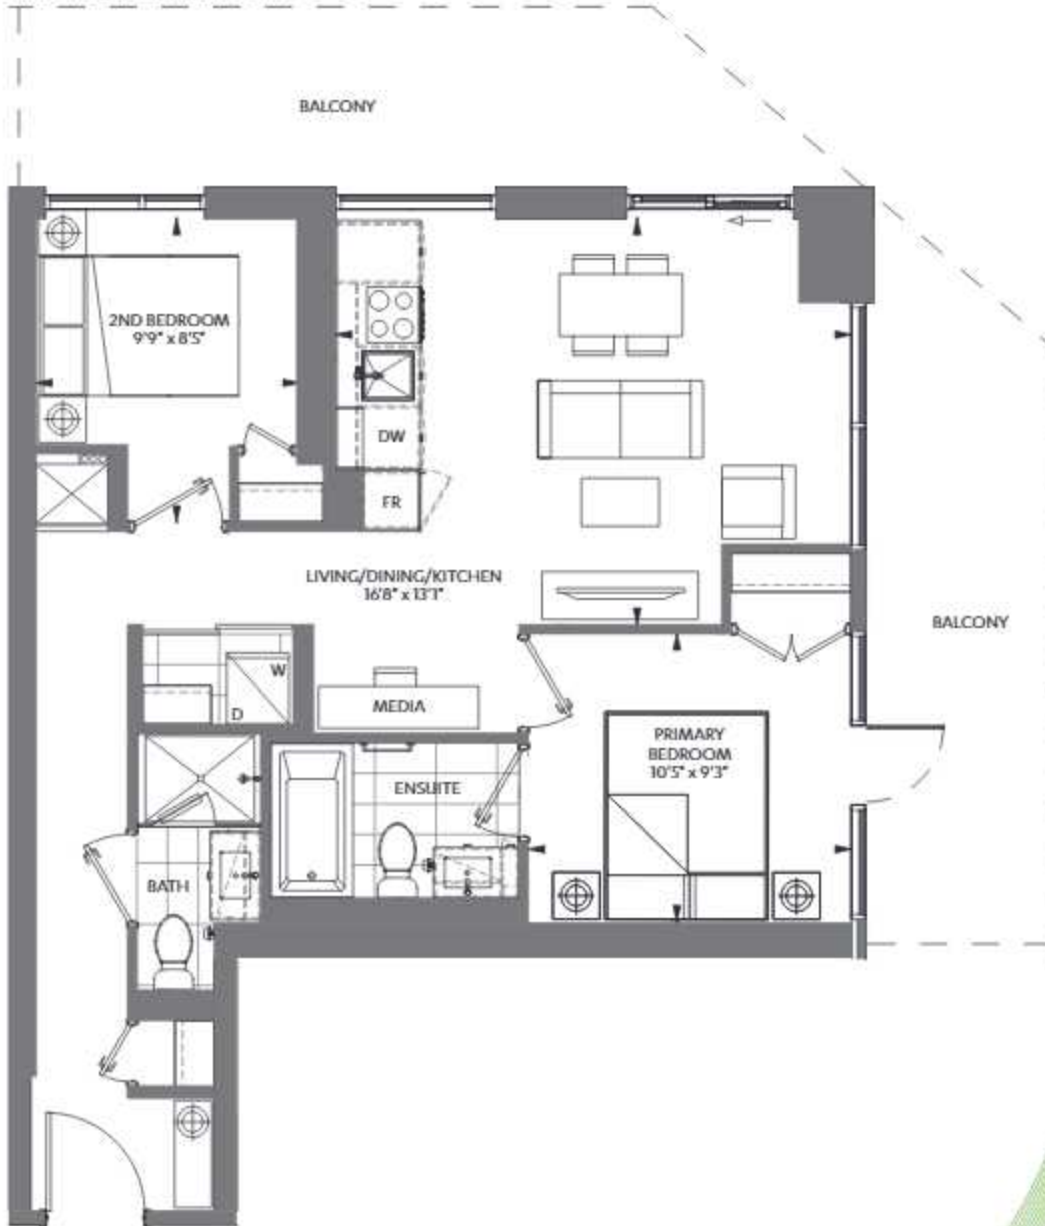 BALCONY
2ND BEDROOM
9'9" x 8'5"
DW
FR
LIVING/DINING/KITCHEN
16'8" x 13'1"
BALCONY
W
D
MEDIA
PRIMARY
BEDROOM
10'5" x 9'3"
ENSUITE
BATH